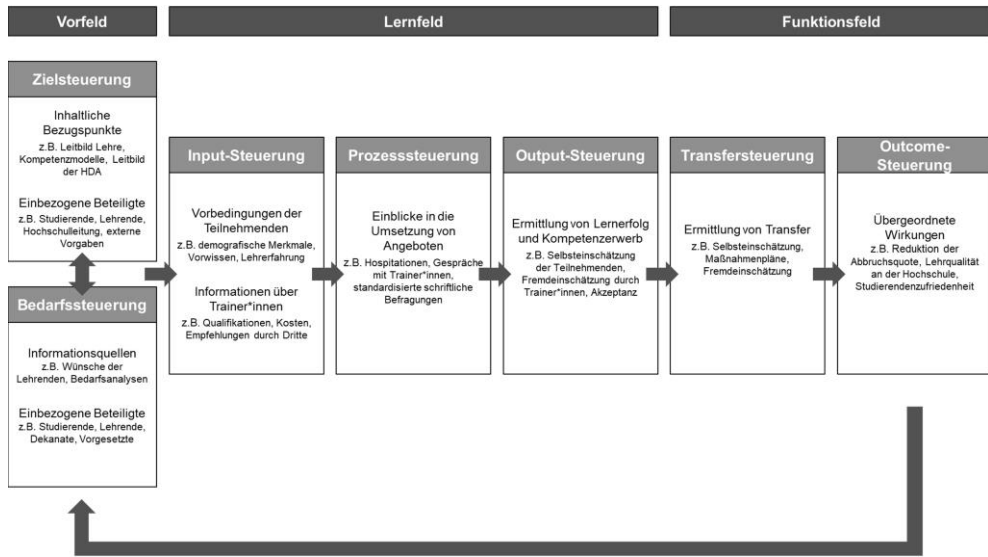 Vorfeld
Lernfeld
Funktionsfeld
Zielsteuerung
Inhaltliche
Bezugspunkte
z.B. Leitbild Lehre,
Kompetenzmodelle, Leitbild
der HDA
Einbezogene Beteiligte
z.B. Studierende, Lehrende,
Hochschulleitung, externe
Vorgaben
Bedarfssteuerung
Informationsquellen
z.B. Wünsche der
Lehrenden, Bedarfsanalysen
Einbezogene Beteiligte
z.B. Studierende, Lehrende,
Dekanate, Vorgesetzte
Input-Steuerung
Vorbedingungen der
Teilnehmenden
z.B. demografische Merkmale,
Vorwissen, Lehrerfahrung
Informationen über
Trainer*innen
z.B. Qualifikationen, Kosten,
Empfehlungen durch Dritte
Prozesssteuerung
Einblicke in die
Umsetzung von
Angeboten
z.B. Hospitationen, Gespräche
mit Trainer*innen,
standardisierte schriftliche
Befragungen
Output-Steuerung
Ermittlung von Lernerfolg
und Kompetenzerwerb
z.B. Selbsteinschätzung
der Teilnehmenden,
Fremdeinschätzung durch
Trainer*innen, Akzeptanz
Transfersteuerung
Ermittlung von Transfer
z.B. Selbsteinschätzung,
Maßnahmenpläne,
Fremdeinschätzung
Outcome-
Steuerung
Übergeordnete
Wirkungen
z.B. Reduktion der
Abbruchsquote, Lehrqualität
an der Hochschule,
Studierendenzufriedenheit